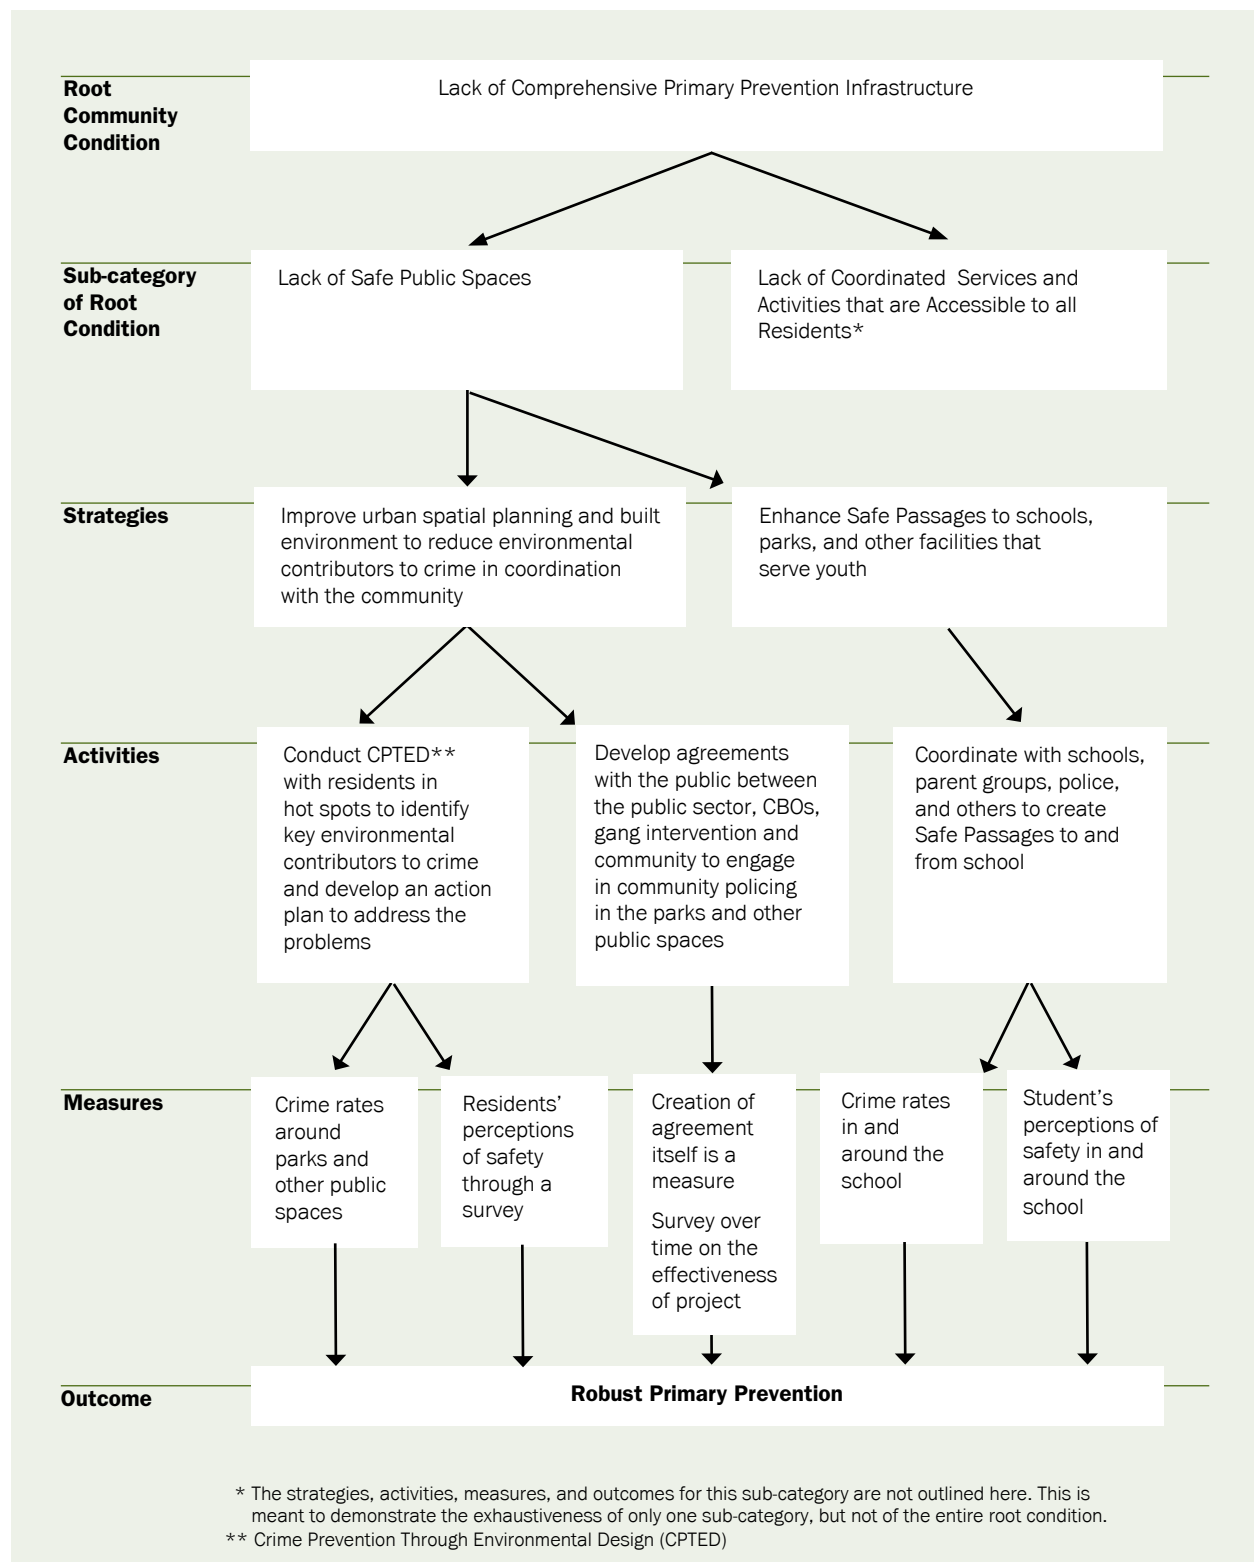 Root
Community
Condition
Lack of Comprehensive Primary Prevention Infrastructure
Sub-category
of Root
Condition
Lack of Safe Public Spaces
Lack of Coordinated Services and
Activities that are Accessible to all
Residents*
Strategies
Improve urban spatial planning and built
environment to reduce environmental
contributors to crime in coordination
with the community
Enhance Safe Passages to schools,
parks, and other facilities that
serve youth
Activities
Conduct CPTED**
with residents in
hot spots to identify
key environmental
contributors to crime
and develop an action
plan to address the
problems
Develop agreements
with the public between
the public sector, CBOs,
gang intervention and
community to engage
in community policing
in the parks and other
public spaces
Coordinate with schools,
parent groups, police,
and others to create
Safe Passages to and
from school
Measures
Crime rates
around
parks and
other public
spaces
Residents’
perceptions
of safety
through a
survey
Creation of
agreement
itself is a
measure
Survey over
time on the
effectiveness
of project
Crime rates
in and
around the
school
Student’s
perceptions of
safety in and
around the
school
Outcome
Robust Primary Prevention
* The strategies, activities, measures, and outcomes for this sub-category are not outlined here. This is
meant to demonstrate the exhaustiveness of only one sub-category, but not of the entire root condition.
** Crime Prevention Through Environmental Design (CPTED)